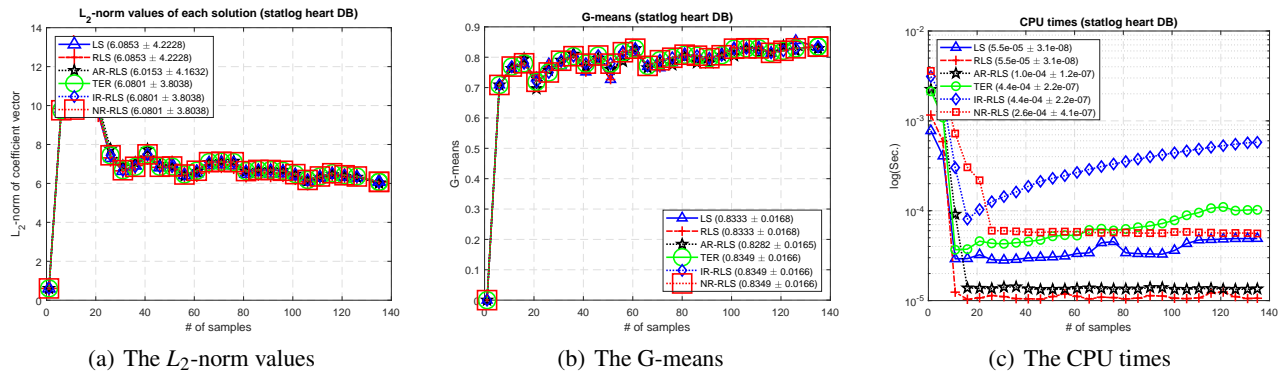 L2-norm values of each solution (statlog heart DB)
LS (6.0853 ± 4.2228)
RLS (6.0853 ± 4.2228)
AR-RLS (6.0153 ± 4.1632)
TER (6.0801 ± 3.8038)
IR-RLS (6.0801 ± 3.8038)
NR-RLS (6.0801 ± 3.8038)
L2-norm of coefficient vector
14
12
10
8
6
4
2
0
0 20 40 60 80 100 120 140
# of samples
(a) The L2-norm values
G-means (statlog heart DB)
G-means
0.9
0.8
0.7
0.6
0.5
0.4
0.3
0.2
0.1
0
LS (0.8333 ± 0.0168)
RLS (0.8333 ± 0.0168)
AR-RLS (0.8282 ± 0.0165)
TER (0.8349 ± 0.0166)
IR-RLS (0.8349 ± 0.0166)
NR-RLS (0.8349 ± 0.0166)
0 20 40 60 80 100 120 140
# of samples
(b) The G-means
CPU times (statlog heart DB)
LS (5.5e-05 ± 3.1e-08)
RLS (5.5e-05 ± 3.1e-08)
AR-RLS (1.0e-04 ± 1.2e-07)
TER (4.4e-04 ± 2.2e-07)
IR-RLS (4.4e-04 ± 2.2e-07)
NR-RLS (2.6e-04 ± 4.1e-07)
log(Sec.)
10-2
10-3
10-4
10-5
0 20 40 60 80 100 120 140
# of samples
(c) The CPU times